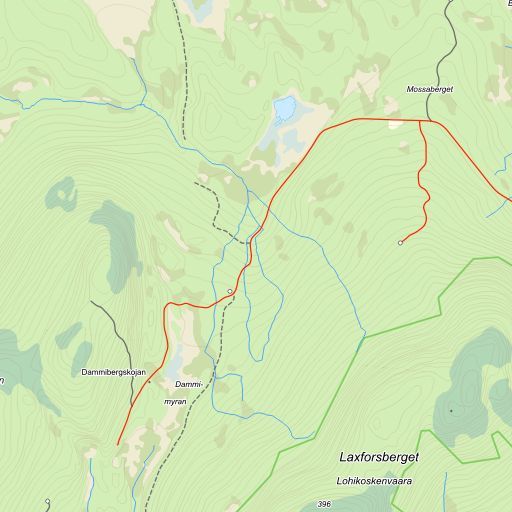 Mossaberget
Dammibergskojan
Dammi-
myran
Laxforsberget
Lohikoskenvaara
396